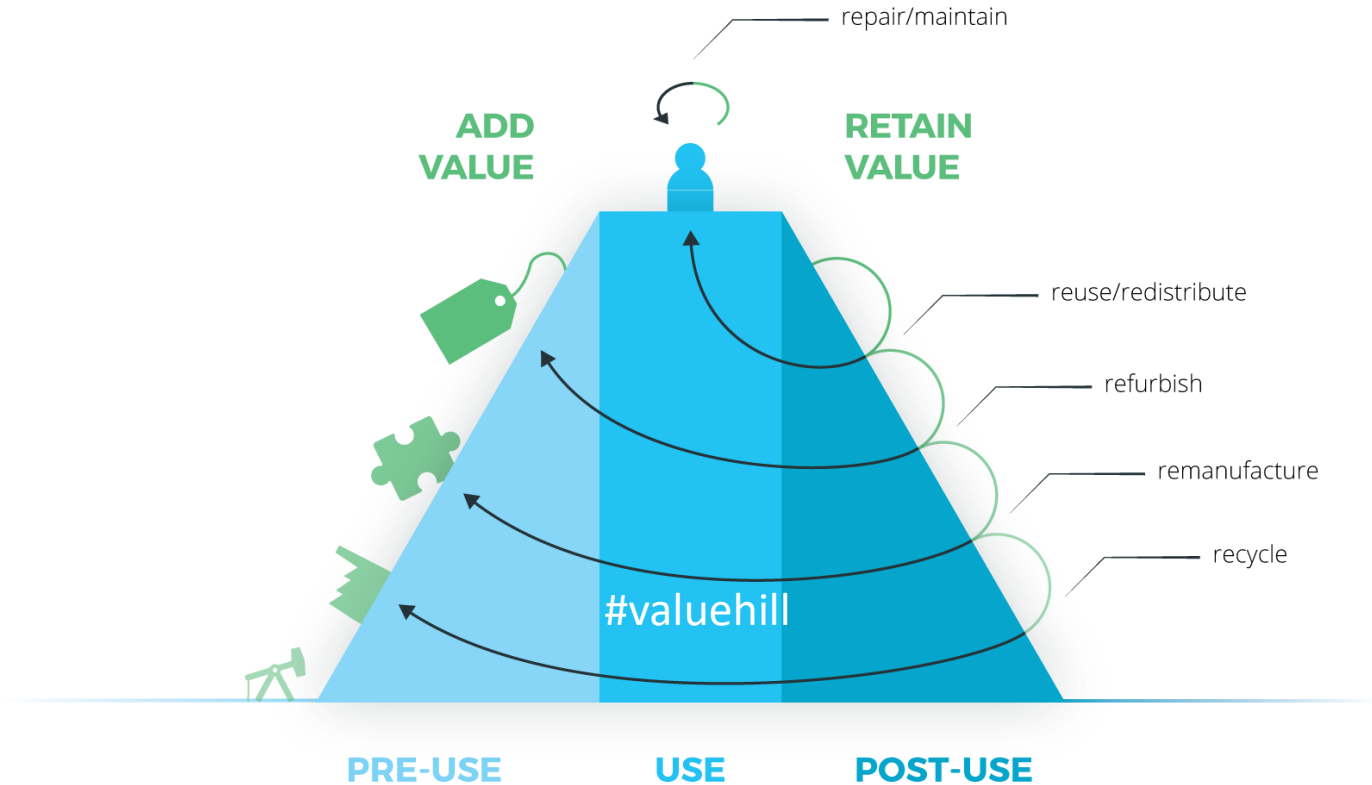 repair/maintain
ADD
VALUE
RETAIN
VALUE
reuse/redistribute
refurbish
remanufacture
recycle
#valuehill
PRE-USE
USE
POST-USE